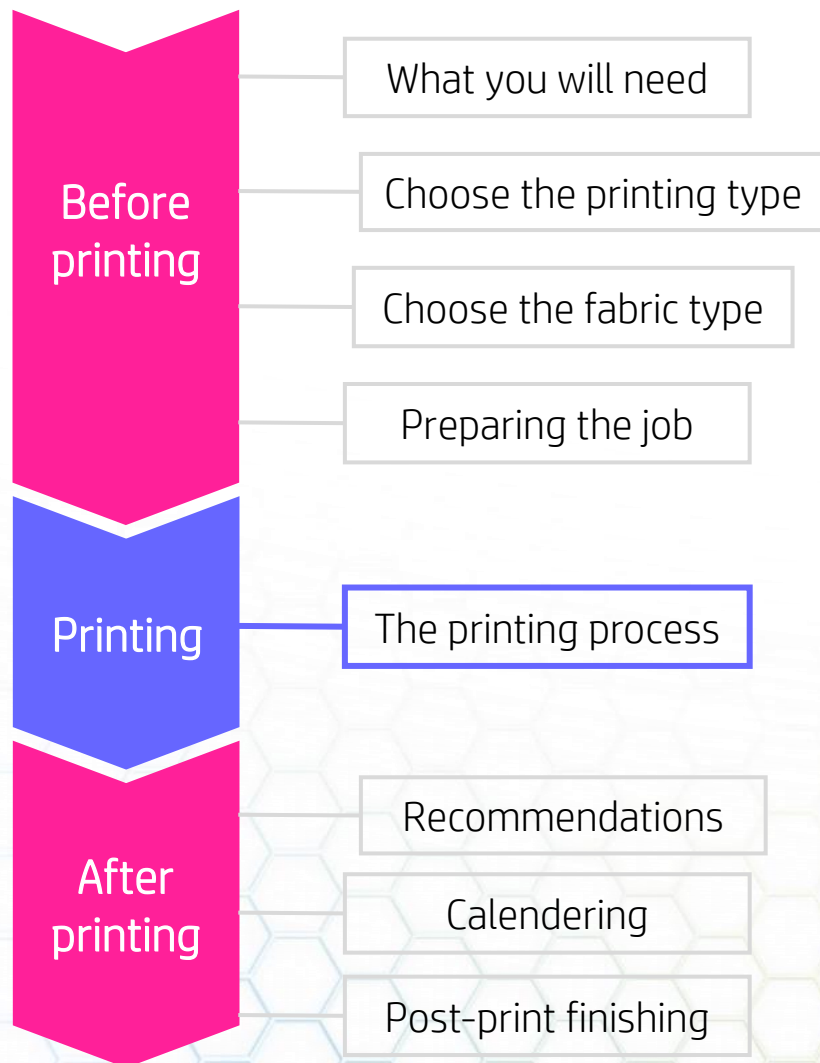 Before
printing
What you will need
Choose the printing type
Choose the fabric type
Preparing the job
Printing
The printing process
After
printing
Recommendations
Calendering
Post-print finishing